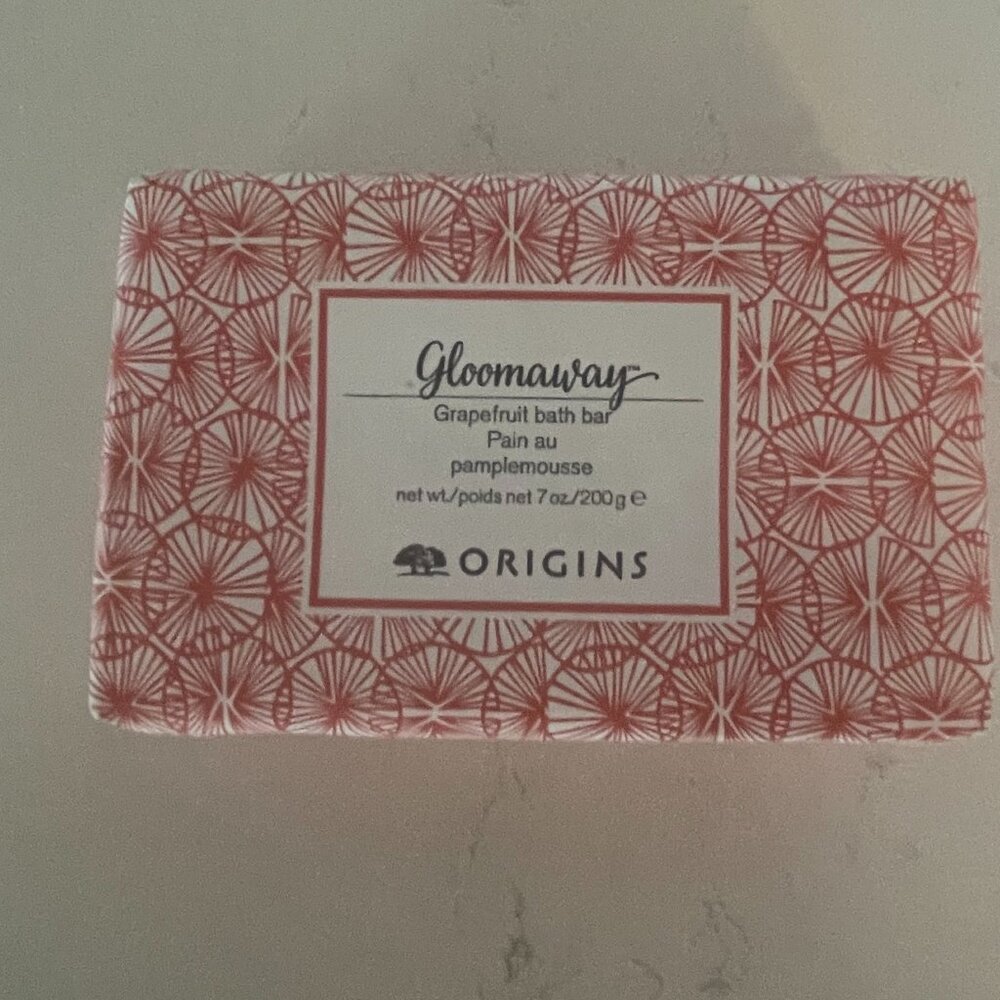 Gloomaway™
Grapefruit bath bar
Pain au
pamplemousse
net wt./poids net 7 oz./200 g ℮
ORIGINS